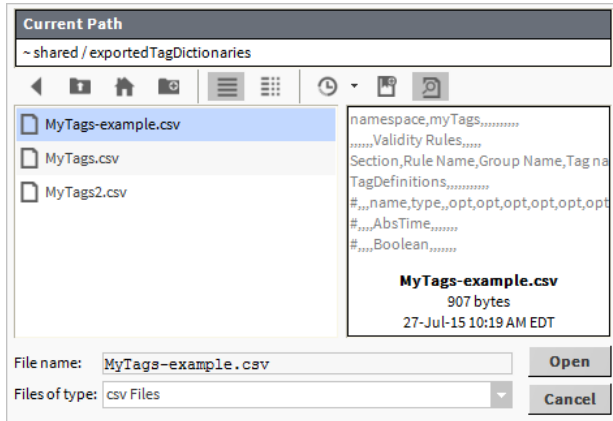 Current Path
~ shared / exportedTagDictionaries
MyTags-example.csv
MyTags.csv
MyTags2.csv
namespace,myTags,,,,,,,,,,
,,,,,,Validity Rules,,,,,
Section,Rule Name,Group Name,Tag na
TagDefinitions,,,,,,,,,,,
#,,,name,type,,opt,opt,opt,opt,opt,opt
#,,,,AbsTime,,,,,,,
#,,,,Boolean,,,,,,,
MyTags-example.csv
907 bytes
27-Jul-15 10:19 AM EDT
File name: MyTags-example.csv Open
Files of type: csv Files Cancel